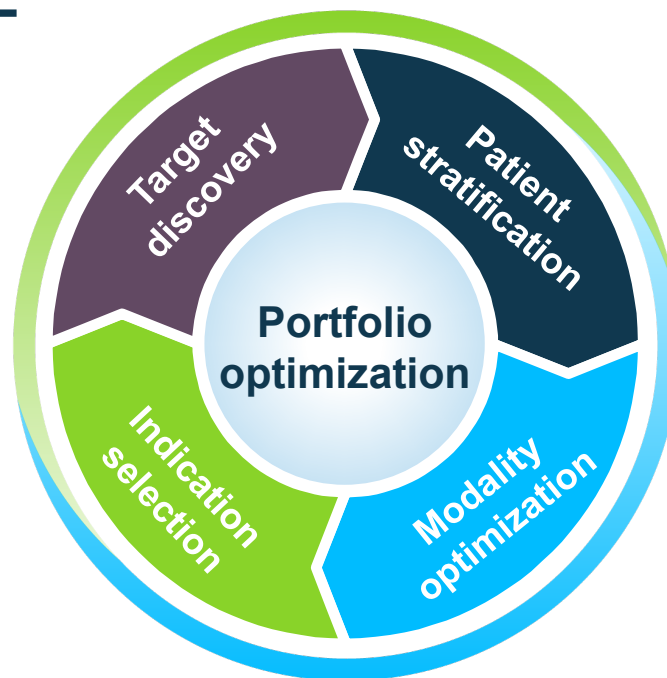 Target
discovery
Patient
stratification
Portfolio
optimization
Indication
selection
Modality
optimization